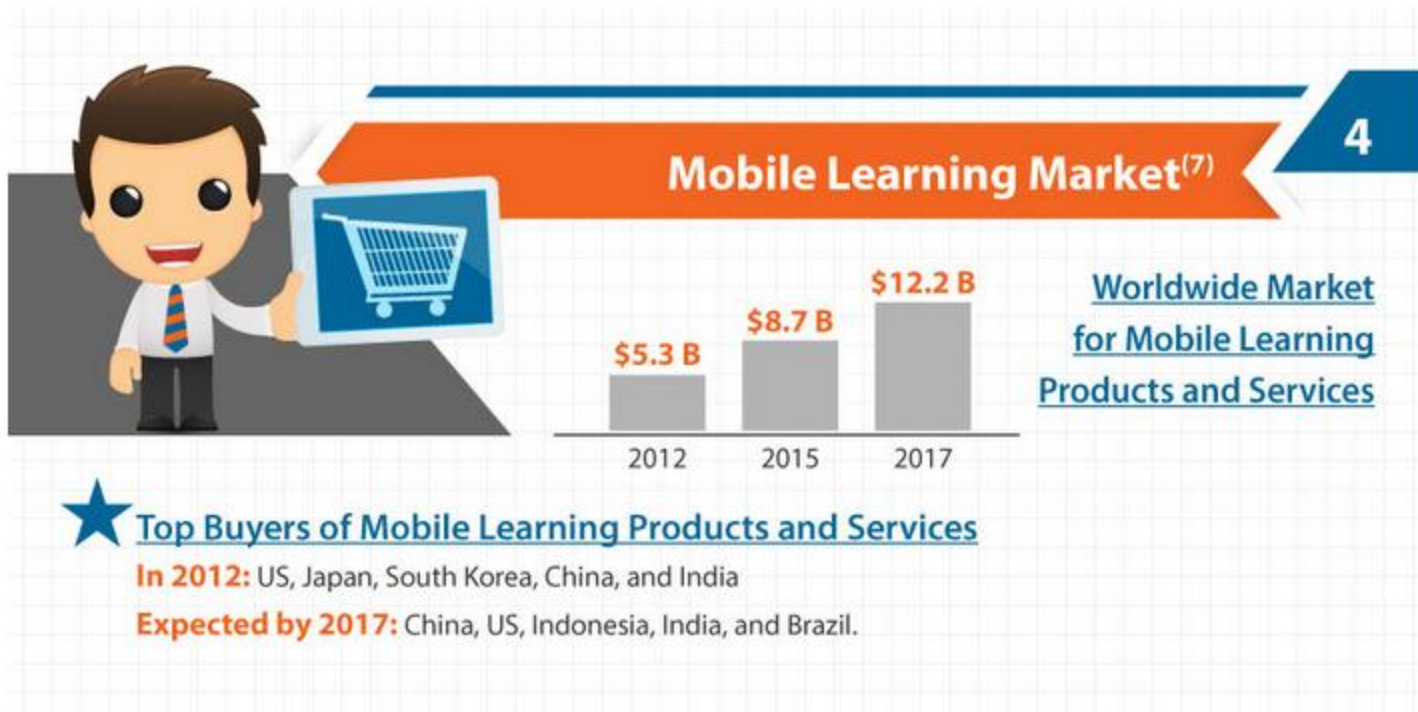 4
Mobile Learning Market(7)
$5.3 B
$8.7 B
$12.2 B
2012 2015 2017
Worldwide Market
for Mobile Learning
Products and Services
Top Buyers of Mobile Learning Products and Services
In 2012: US, Japan, South Korea, China, and India
Expected by 2017: China, US, Indonesia, India, and Brazil.